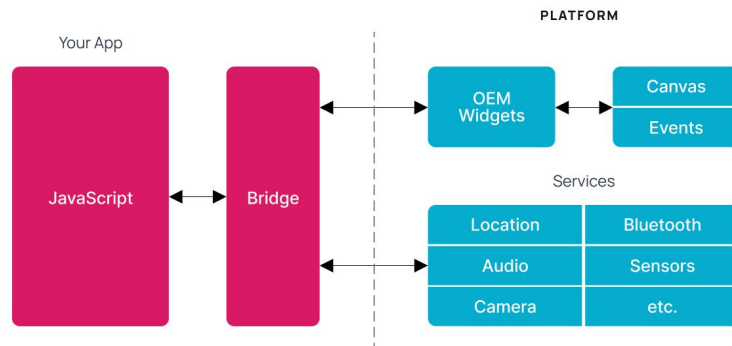 PLATFORM
Your App
JavaScript
Bridge
OEM
Widgets
Canvas
Events
Services
Location
Bluetooth
Audio
Sensors
Camera
etc.